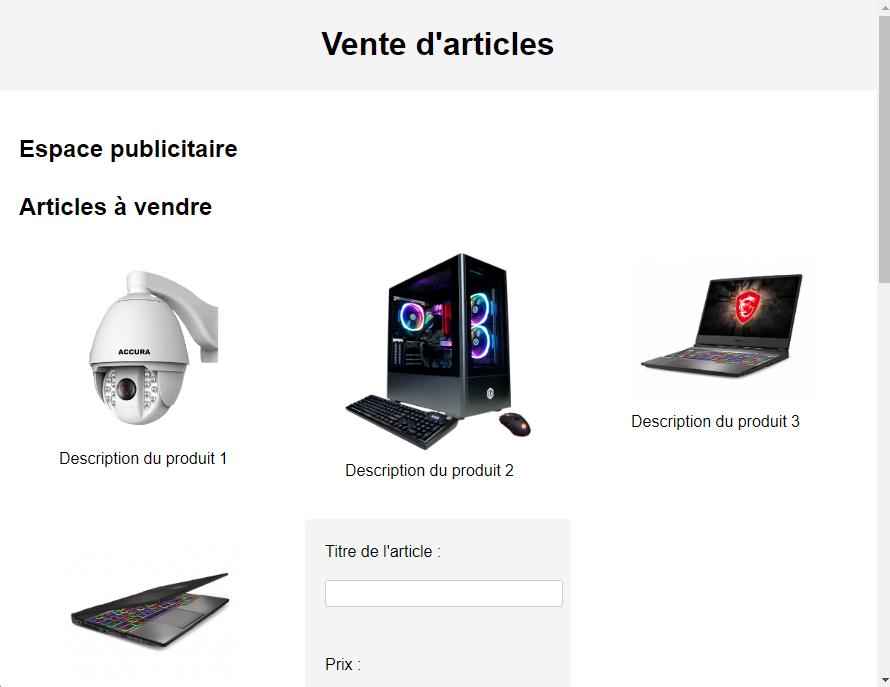 Vente d'articles
Espace publicitaire
Articles à vendre
ACCURA
Description du produit 1
Description du produit 2
Description du produit 3
Titre de l'article :
Prix :